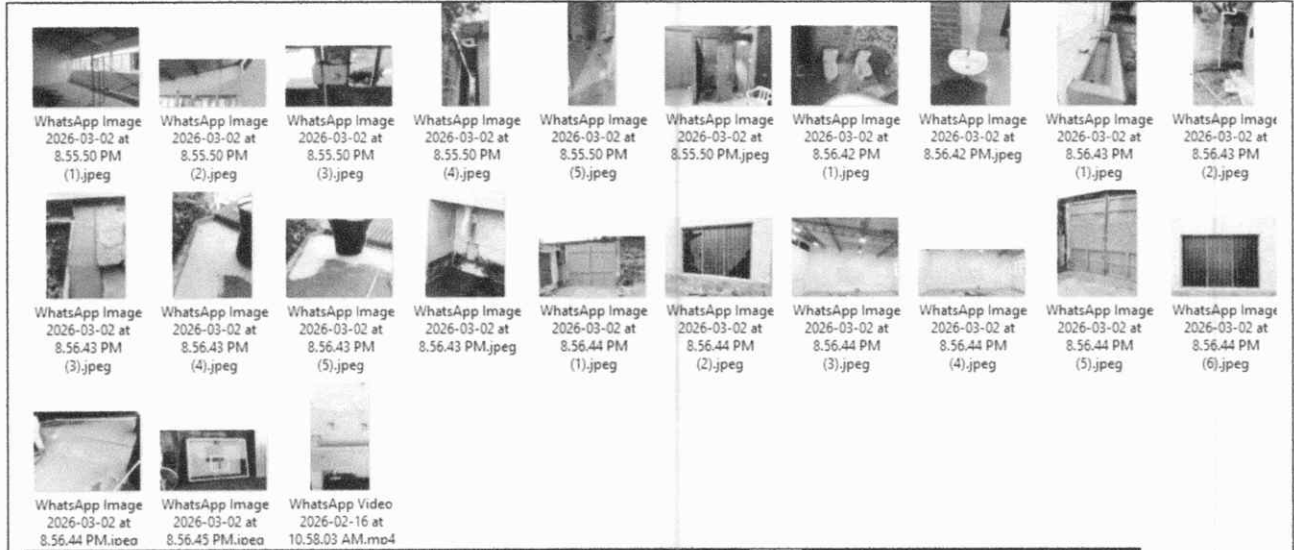 WhatsApp Image WhatsApp Image WhatsApp Image WhatsApp Image WhatsApp Image WhatsApp Image WhatsApp Image WhatsApp Image WhatsApp Image WhatsApp Image
2026-03-02 at 2026-03-02 at 2026-03-02 at 2026-03-02 at 2026-03-02 at 2026-03-02 at 2026-03-02 at 2026-03-02 at 2026-03-02 at 2026-03-02 at
8.55.50 PM 8.55.50 PM 8.55.50 PM 8.55.50 PM 8.55.50 PM 8.55.50 PM.jpeg 8.56.42 PM 8.56.42 PM.jpeg 8.56.43 PM 8.56.43 PM
(1).jpeg (2).jpeg (3).jpeg (4).jpeg (5).jpeg (1).jpeg (1).jpeg (2).jpeg
WhatsApp Image WhatsApp Image WhatsApp Image WhatsApp Image WhatsApp Image WhatsApp Image WhatsApp Image WhatsApp Image WhatsApp Image WhatsApp Image
2026-03-02 at 2026-03-02 at 2026-03-02 at 2026-03-02 at 2026-03-02 at 2026-03-02 at 2026-03-02 at 2026-03-02 at 2026-03-02 at 2026-03-02 at
8.56.43 PM 8.56.43 PM 8.56.43 PM 8.56.43 PM.jpeg 8.56.44 PM 8.56.44 PM 8.56.44 PM 8.56.44 PM 8.56.44 PM 8.56.44 PM
(3).jpeg (4).jpeg (5).jpeg (1).jpeg (2).jpeg (3).jpeg (4).jpeg (5).jpeg (6).jpeg
WhatsApp Image WhatsApp Image WhatsApp Video
2026-03-02 at 2026-03-02 at 2026-02-16 at
8.56.44 PM.jpeg 8.56.45 PM.jpeg 10.58.03 AM.mp4